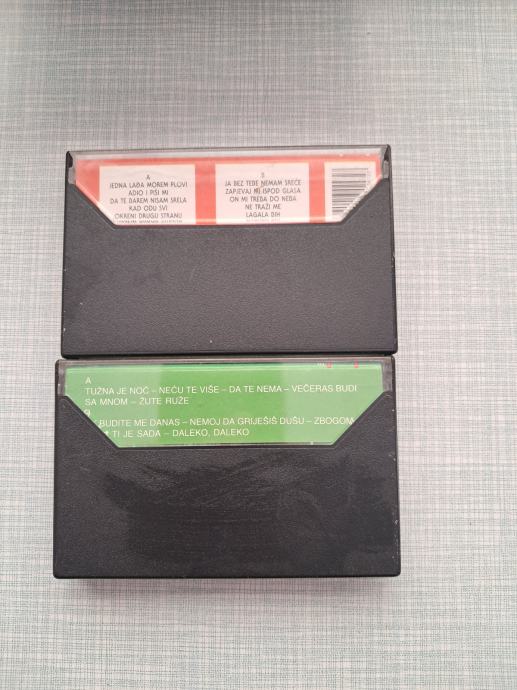 A
JEDNA LAĐA MOREM PLOVI
ADIO I PIŠI MI
DA TE BAREM NISAM SRELA
KAD ODU SVI
OKRENI DRUGU STRANU
B
JA BEZ TEBE NEMAM SREĆE
ZAPJEVAJ MI ISPOD GLASA
ON MI TREBA DO NEBA
NE TRAŽI ME
LAGALA BIH
A
TUŽNA JE NOĆ – NEĆU TE VIŠE – DA TE NEMA – VEČERAS BUDI
SA MNOM – ŽUTE RUŽE
B
BUDITE ME DANAS – NEMOJ DA GRIJEŠIŠ DUŠU – ZBOGOM
TI JE SADA – DALEKO, DALEKO